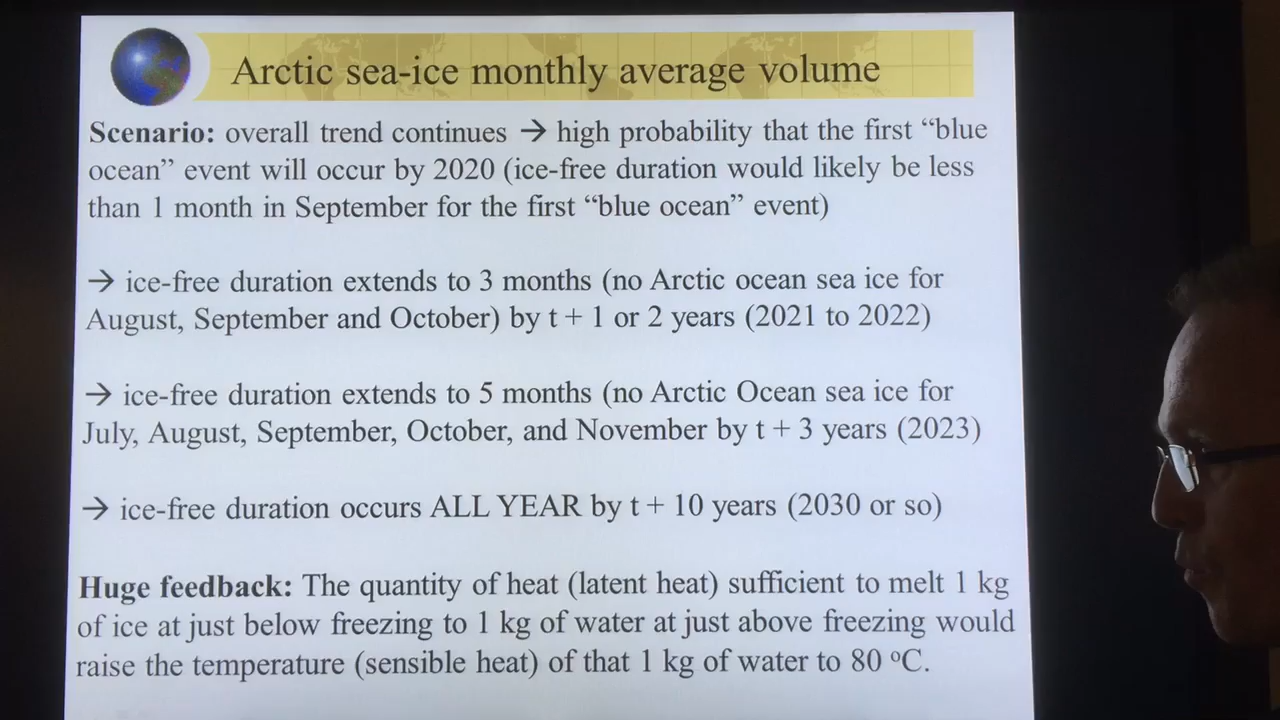 Arctic sea-ice monthly average volume
Scenario: overall trend continues → high probability that the first “blue
ocean” event will occur by 2020 (ice-free duration would likely be less
than 1 month in September for the first “blue ocean” event)
→ ice-free duration extends to 3 months (no Arctic ocean sea ice for
August, September and October) by t + 1 or 2 years (2021 to 2022)
→ ice-free duration extends to 5 months (no Arctic Ocean sea ice for
July, August, September, October, and November by t + 3 years (2023)
→ ice-free duration occurs ALL YEAR by t + 10 years (2030 or so)
Huge feedback: The quantity of heat (latent heat) sufficient to melt 1 kg
of ice at just below freezing to 1 kg of water at just above freezing would
raise the temperature (sensible heat) of that 1 kg of water to 80 ºC.